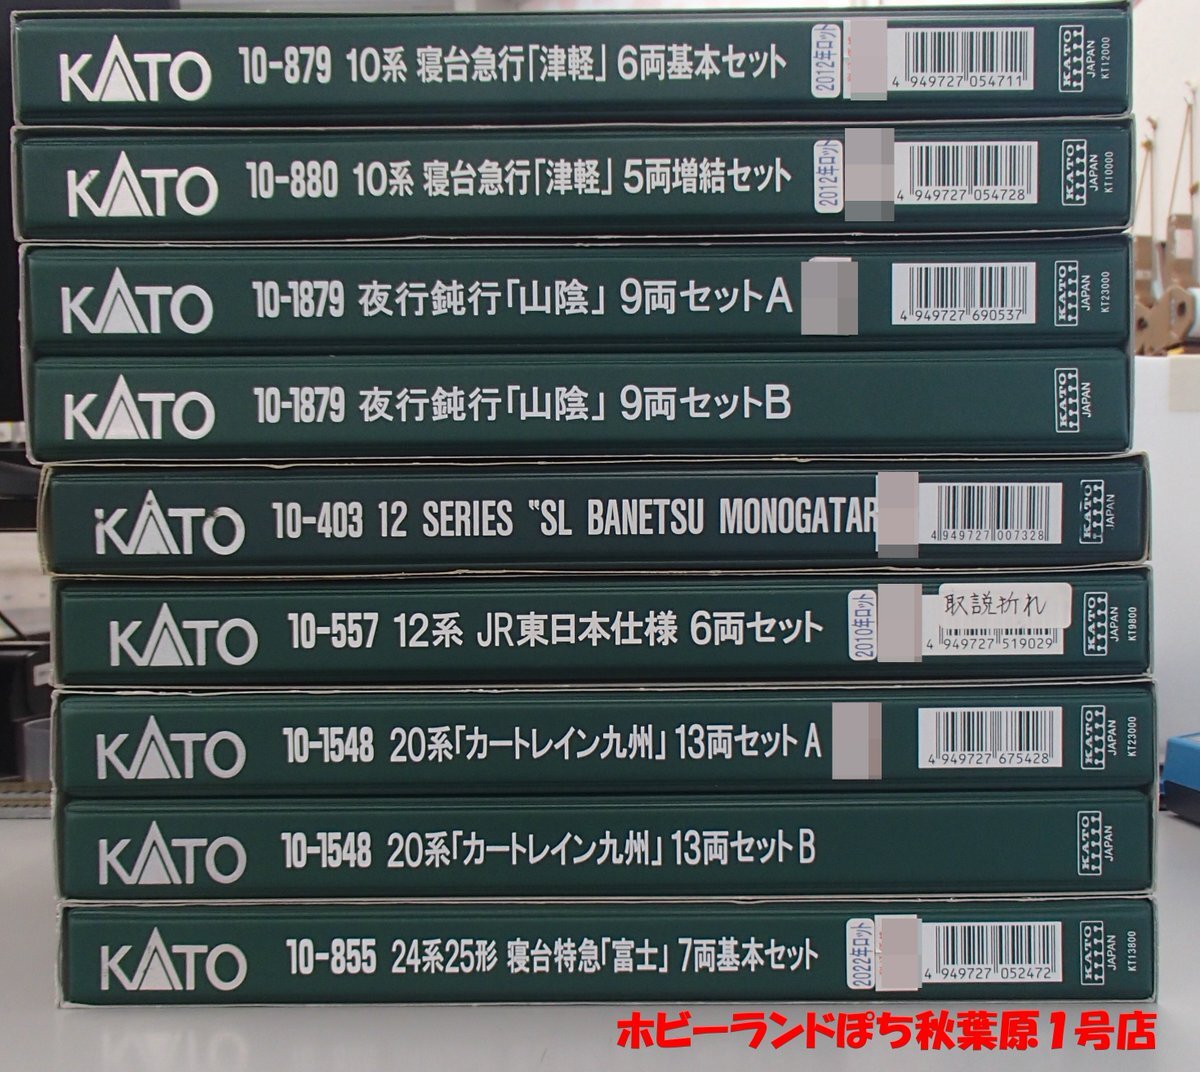 KATO 10-879 10系 寝台急行「津軽」 6両基本セット 2012年ロット 4 949727 054711 KATO JAPAN KT12000
KATO 10-880 10系 寝台急行「津軽」 5両増結セット 2012年ロット 4 949727 054728 KATO JAPAN KT10000
KATO 10-1879 夜行鈍行「山陰」 9両セットA 4 949727 690537 KATO JAPAN KT23000
KATO 10-1879 夜行鈍行「山陰」 9両セットB KATO JAPAN
KATO 10-403 12 SERIES “SL BANETSU MONOGATAR 4 949727 007328 KATO JAPAN
KATO 10-557 12系 JR東日本仕様 6両セット 2010年ロット 取説折れ 4 949727 519029 KATO JAPAN KT9800
KATO 10-1548 20系「カートレイン九州」 13両セット A 4 949727 675428 KATO JAPAN KT23000
KATO 10-1548 20系「カートレイン九州」 13両セット B KATO JAPAN
KATO 10-855 24系25形 寝台特急「富士」 7両基本セット 2022年ロット 4 949727 052472 KATO JAPAN KT13800
ホビーランドぽち秋葉原1号店